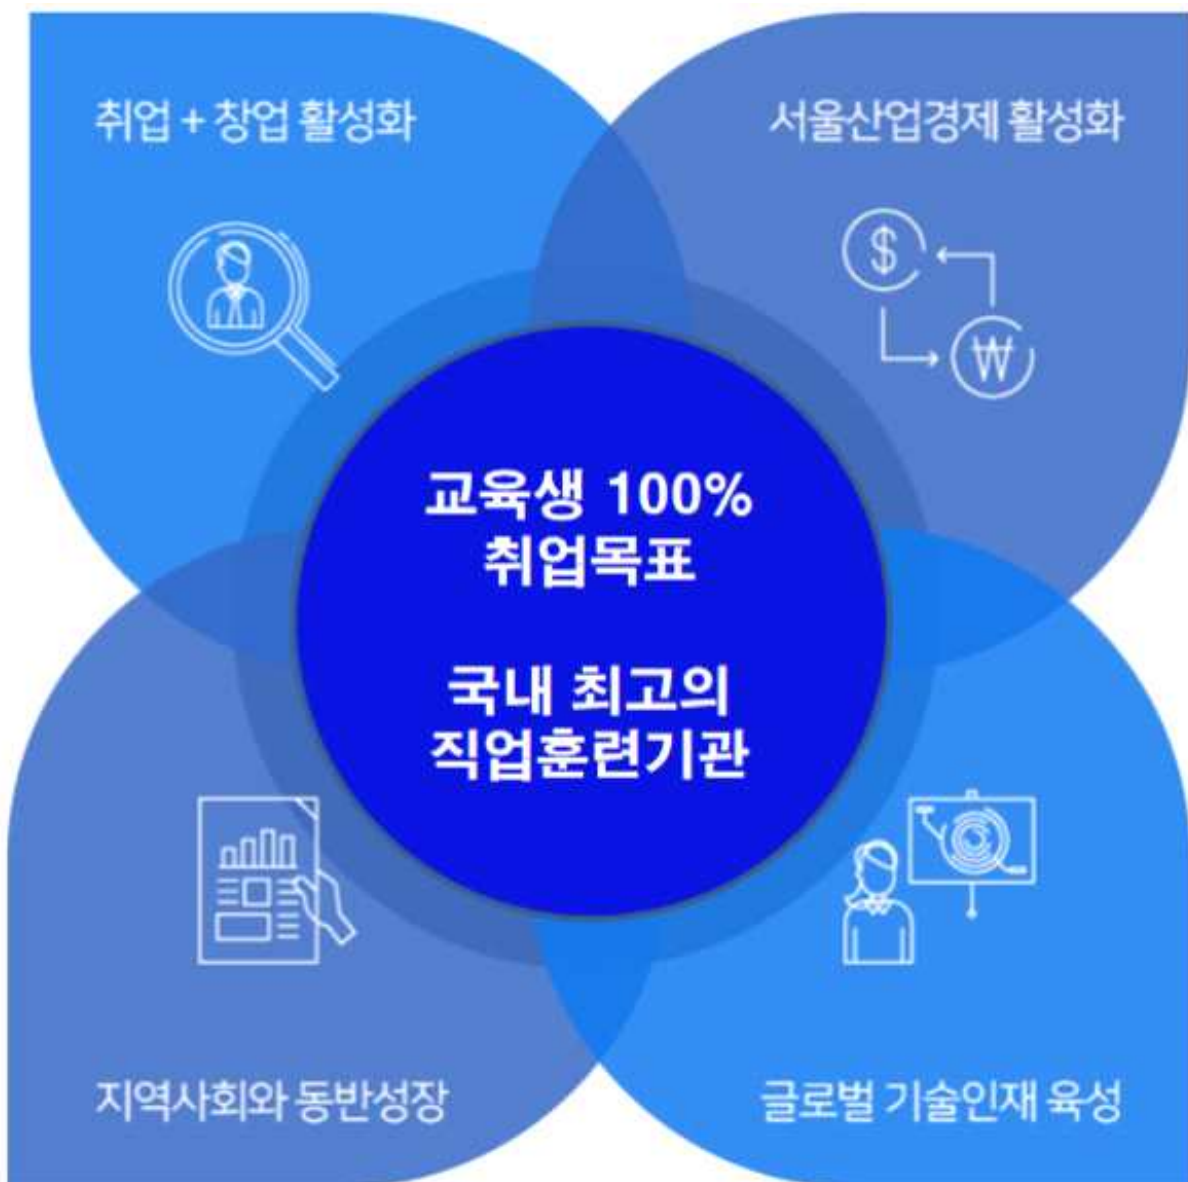 취업 + 창업 활성화
서울산업경제 활성화
$
₩
교육생 100%
취업목표
국내 최고의
직업훈련기관
지역사회와 동반성장
글로벌 기술인재 육성